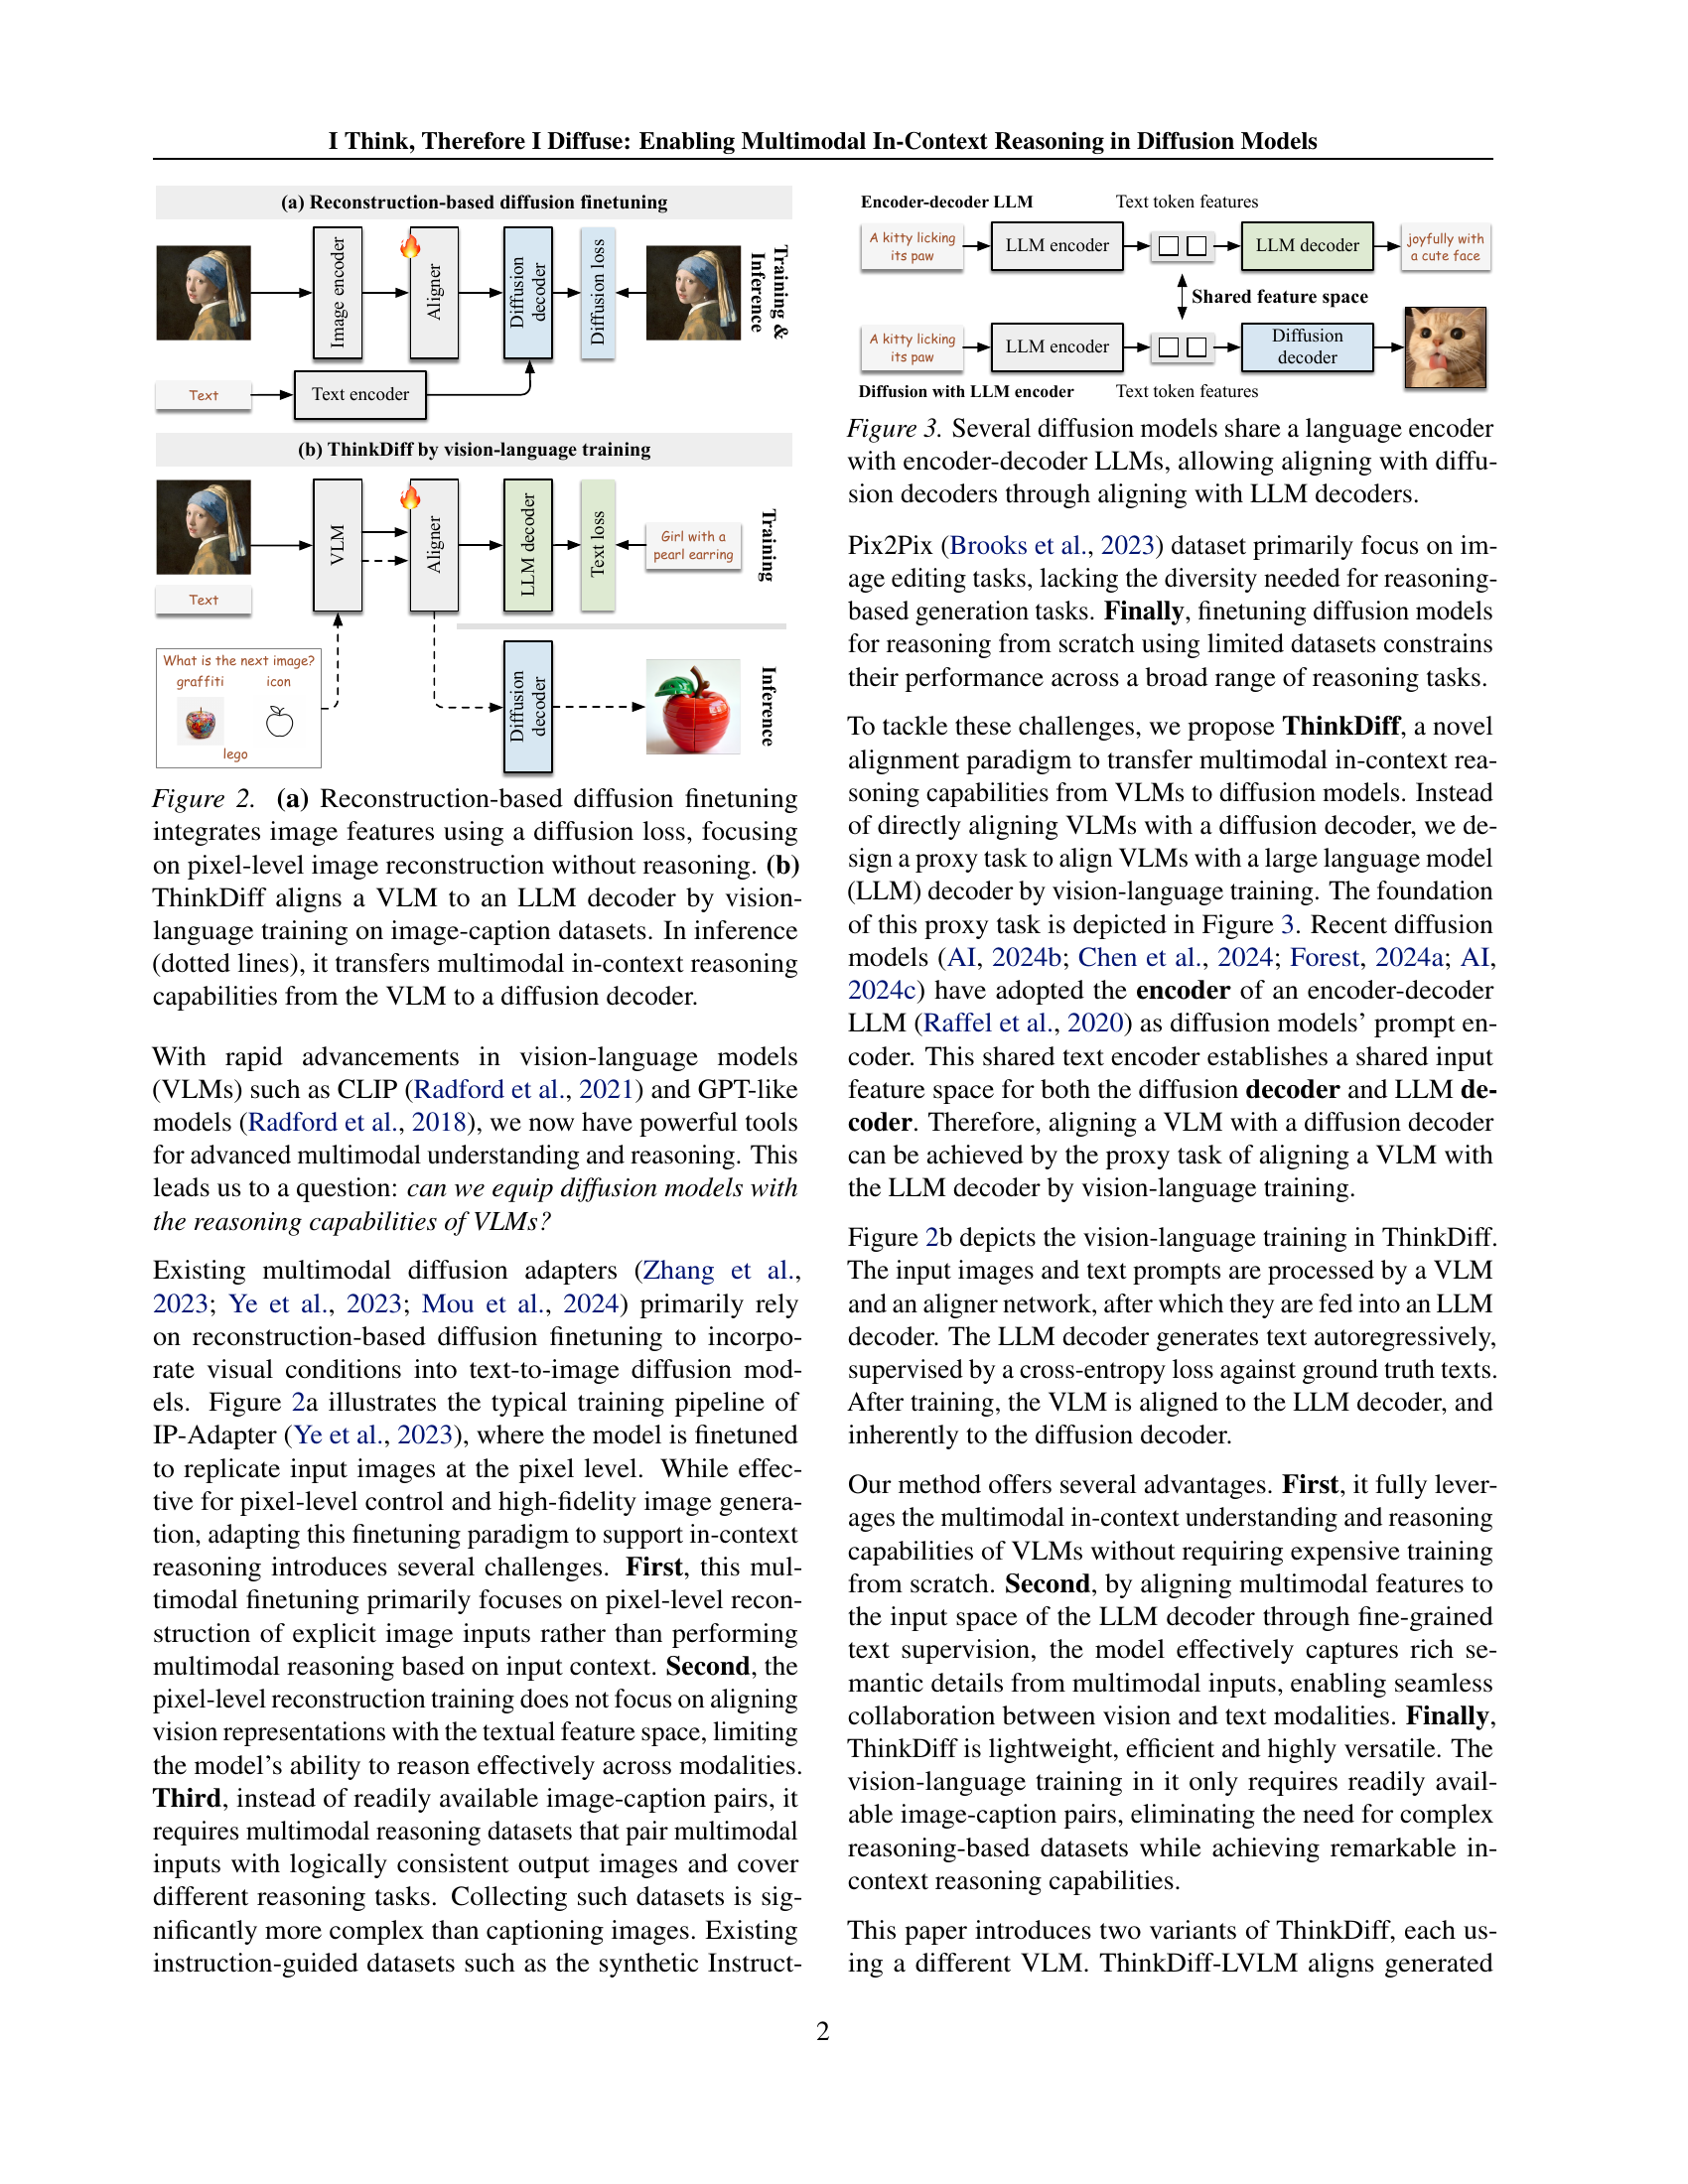 I Think, Therefore I Diffuse: Enabling Multimodal In-Context Reasoning in Diffusion Models
(a) Reconstruction-based diffusion finetuning
Image encoder
Aligner
Diffusion decoder
Diffusion loss
Training & Inference
Text
Text encoder
(b) ThinkDiff by vision-language training
VLM
Aligner
LLM decoder
Text loss
Girl with a
pearl earring
Training
Text
What is the next image?
graffiti icon
lego
Diffusion decoder
Inference
Figure 2. (a) Reconstruction-based diffusion finetuning
integrates image features using a diffusion loss, focusing
on pixel-level image reconstruction without reasoning. (b)
ThinkDiff aligns a VLM to an LLM decoder by vision-
language training on image-caption datasets. In inference
(dotted lines), it transfers multimodal in-context reasoning
capabilities from the VLM to a diffusion decoder.
With rapid advancements in vision-language models
(VLMs) such as CLIP (Radford et al., 2021) and GPT-like
models (Radford et al., 2018), we now have powerful tools
for advanced multimodal understanding and reasoning. This
leads us to a question: can we equip diffusion models with
the reasoning capabilities of VLMs?
Existing multimodal diffusion adapters (Zhang et al.,
2023; Ye et al., 2023; Mou et al., 2024) primarily rely
on reconstruction-based diffusion finetuning to incorpo-
rate visual conditions into text-to-image diffusion mod-
els. Figure 2a illustrates the typical training pipeline of
IP-Adapter (Ye et al., 2023), where the model is finetuned
to replicate input images at the pixel level. While effec-
tive for pixel-level control and high-fidelity image genera-
tion, adapting this finetuning paradigm to support in-context
reasoning introduces several challenges. First, this mul-
timodal finetuning primarily focuses on pixel-level recon-
struction of explicit image inputs rather than performing
multimodal reasoning based on input context. Second, the
pixel-level reconstruction training does not focus on aligning
vision representations with the textual feature space, limiting
the model's ability to reason effectively across modalities.
Third, instead of readily available image-caption pairs, it
requires multimodal reasoning datasets that pair multimodal
inputs with logically consistent output images and cover
different reasoning tasks. Collecting such datasets is sig-
nificantly more complex than captioning images. Existing
instruction-guided datasets such as the synthetic Instruct-
Encoder-decoder LLM Text token features
A kitty licking
its paw
LLM encoder
LLM decoder
joyfully with
a cute face
Shared feature space
A kitty licking
its paw
LLM encoder
Diffusion
decoder
Diffusion with LLM encoder Text token features
Figure 3. Several diffusion models share a language encoder
with encoder-decoder LLMs, allowing aligning with diffu-
sion decoders through aligning with LLM decoders.
Pix2Pix (Brooks et al., 2023) dataset primarily focus on im-
age editing tasks, lacking the diversity needed for reasoning-
based generation tasks. Finally, finetuning diffusion models
for reasoning from scratch using limited datasets constrains
their performance across a broad range of reasoning tasks.
To tackle these challenges, we propose ThinkDiff, a novel
alignment paradigm to transfer multimodal in-context rea-
soning capabilities from VLMs to diffusion models. Instead
of directly aligning VLMs with a diffusion decoder, we de-
sign a proxy task to align VLMs with a large language model
(LLM) decoder by vision-language training. The foundation
of this proxy task is depicted in Figure 3. Recent diffusion
models (AI, 2024b; Chen et al., 2024; Forest, 2024a; AI,
2024c) have adopted the encoder of an encoder-decoder
LLM (Raffel et al., 2020) as diffusion models' prompt en-
coder. This shared text encoder establishes a shared input
feature space for both the diffusion decoder and LLM de-
coder. Therefore, aligning a VLM with a diffusion decoder
can be achieved by the proxy task of aligning a VLM with
the LLM decoder by vision-language training.
Figure 2b depicts the vision-language training in ThinkDiff.
The input images and text prompts are processed by a VLM
and an aligner network, after which they are fed into an LLM
decoder. The LLM decoder generates text autoregressively,
supervised by a cross-entropy loss against ground truth texts.
After training, the VLM is aligned to the LLM decoder, and
inherently to the diffusion decoder.
Our method offers several advantages. First, it fully lever-
ages the multimodal in-context understanding and reasoning
capabilities of VLMs without requiring expensive training
from scratch. Second, by aligning multimodal features to
the input space of the LLM decoder through fine-grained
text supervision, the model effectively captures rich se-
mantic details from multimodal inputs, enabling seamless
collaboration between vision and text modalities. Finally,
ThinkDiff is lightweight, efficient and highly versatile. The
vision-language training in it only requires readily avail-
able image-caption pairs, eliminating the need for complex
reasoning-based datasets while achieving remarkable in-
context reasoning capabilities.
This paper introduces two variants of ThinkDiff, each us-
ing a different VLM. ThinkDiff-LVLM aligns generated
2